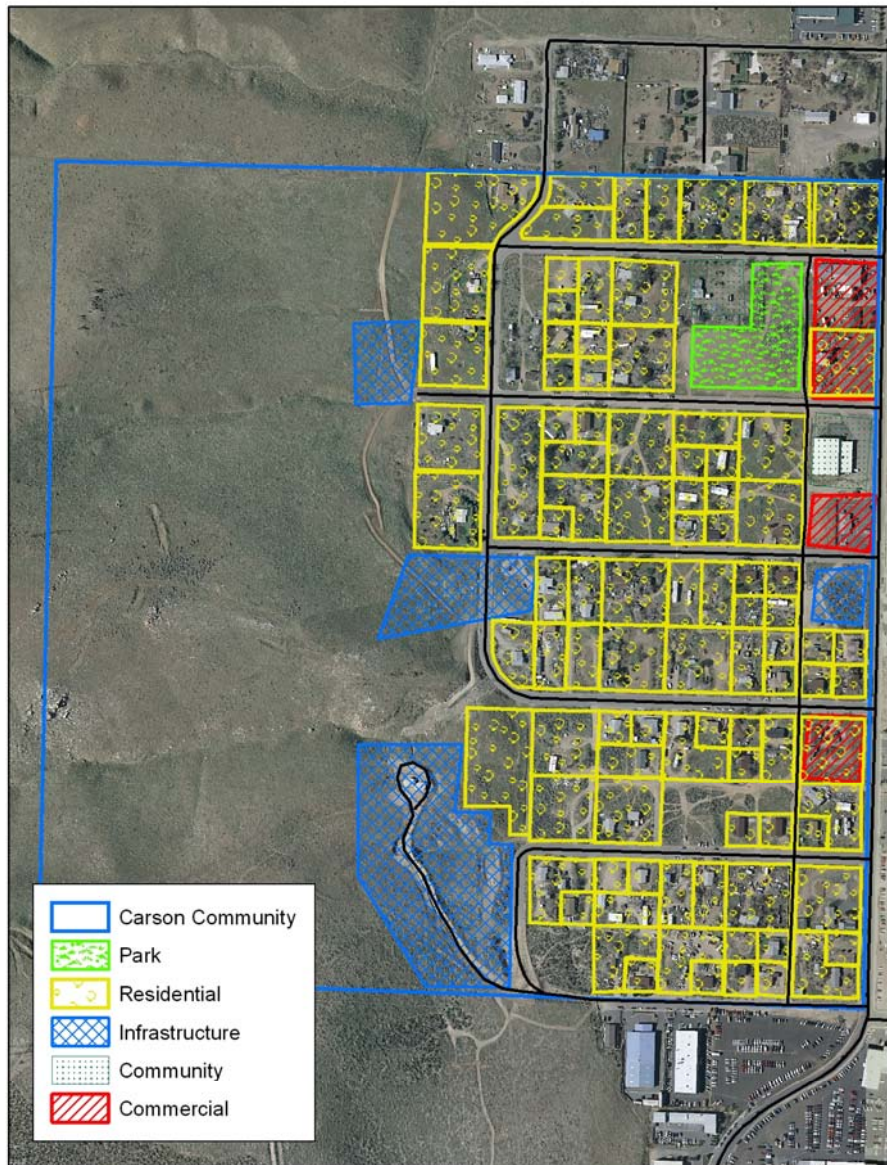 Carson Community
Park
Residential
Infrastructure
Community
Commercial